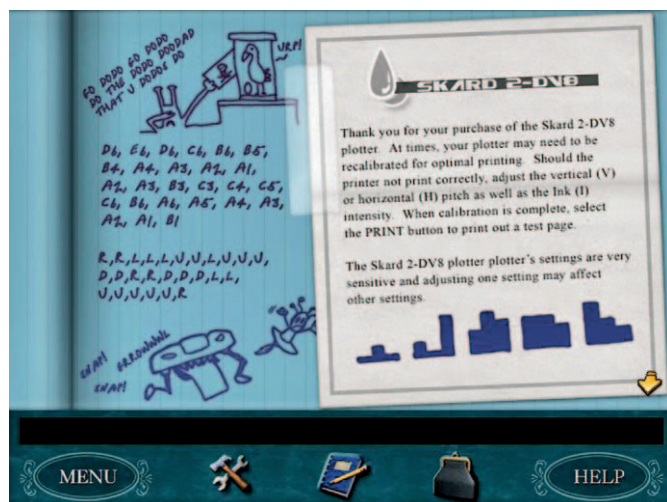 GO DODO GO DODO
DO THE DODO DOODAD
THAT U DODOS DO
URP!
D6, E6, D6, C6, B6, B5,
B4, A4, A3, A2, A1,
A2, A3, B3, C3, C4, C5,
C6, B6, A6, A5, A4, A3,
A2, A1, B1
R,R,L,L,L,U,U,L,U,U,U,
D,D,R,R,D,D,D,L,L,
U,U,U,U,U,R
SNAP!
GRRDWWWL
SNAP!
SKARD 2-DV8
Thank you for your purchase of the Skard 2-DV8
plotter. At times, your plotter may need to be
recalibrated for optimal printing. Should the
printer not print correctly, adjust the vertical (V)
or horizontal (H) pitch as well as the Ink (I)
intensity. When calibration is complete, select
the PRINT button to print out a test page.
The Skard 2-DV8 plotter plotter's settings are very
sensitive and adjusting one setting may affect
other settings.
MENU
HELP